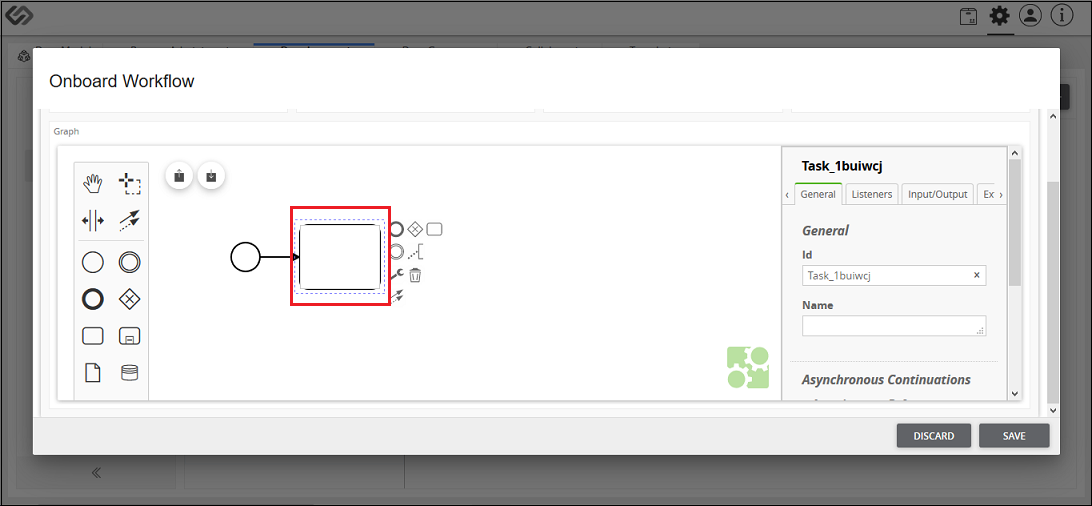 Onboard Workflow
Graph
Task_1buiwcj
General Listeners Input/Output Ex
General
Id
Task_1buiwcj ×
Name
Asynchronous Continuations
DISCARD SAVE